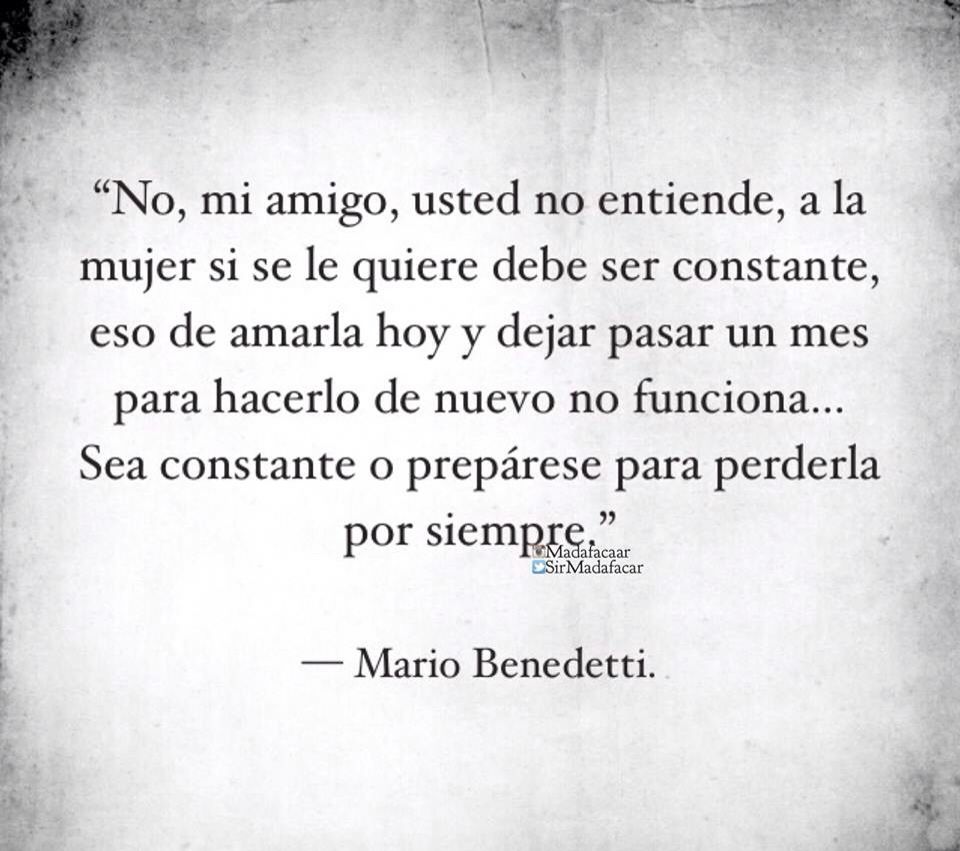 “No, mi amigo, usted no entiende, a la
mujer si se le quiere debe ser constante,
eso de amarla hoy y dejar pasar un mes
para hacerlo de nuevo no funciona...
Sea constante o prepárese para perderla
por siempre.”
Madafacaar
SirMadafacar
— Mario Benedetti.